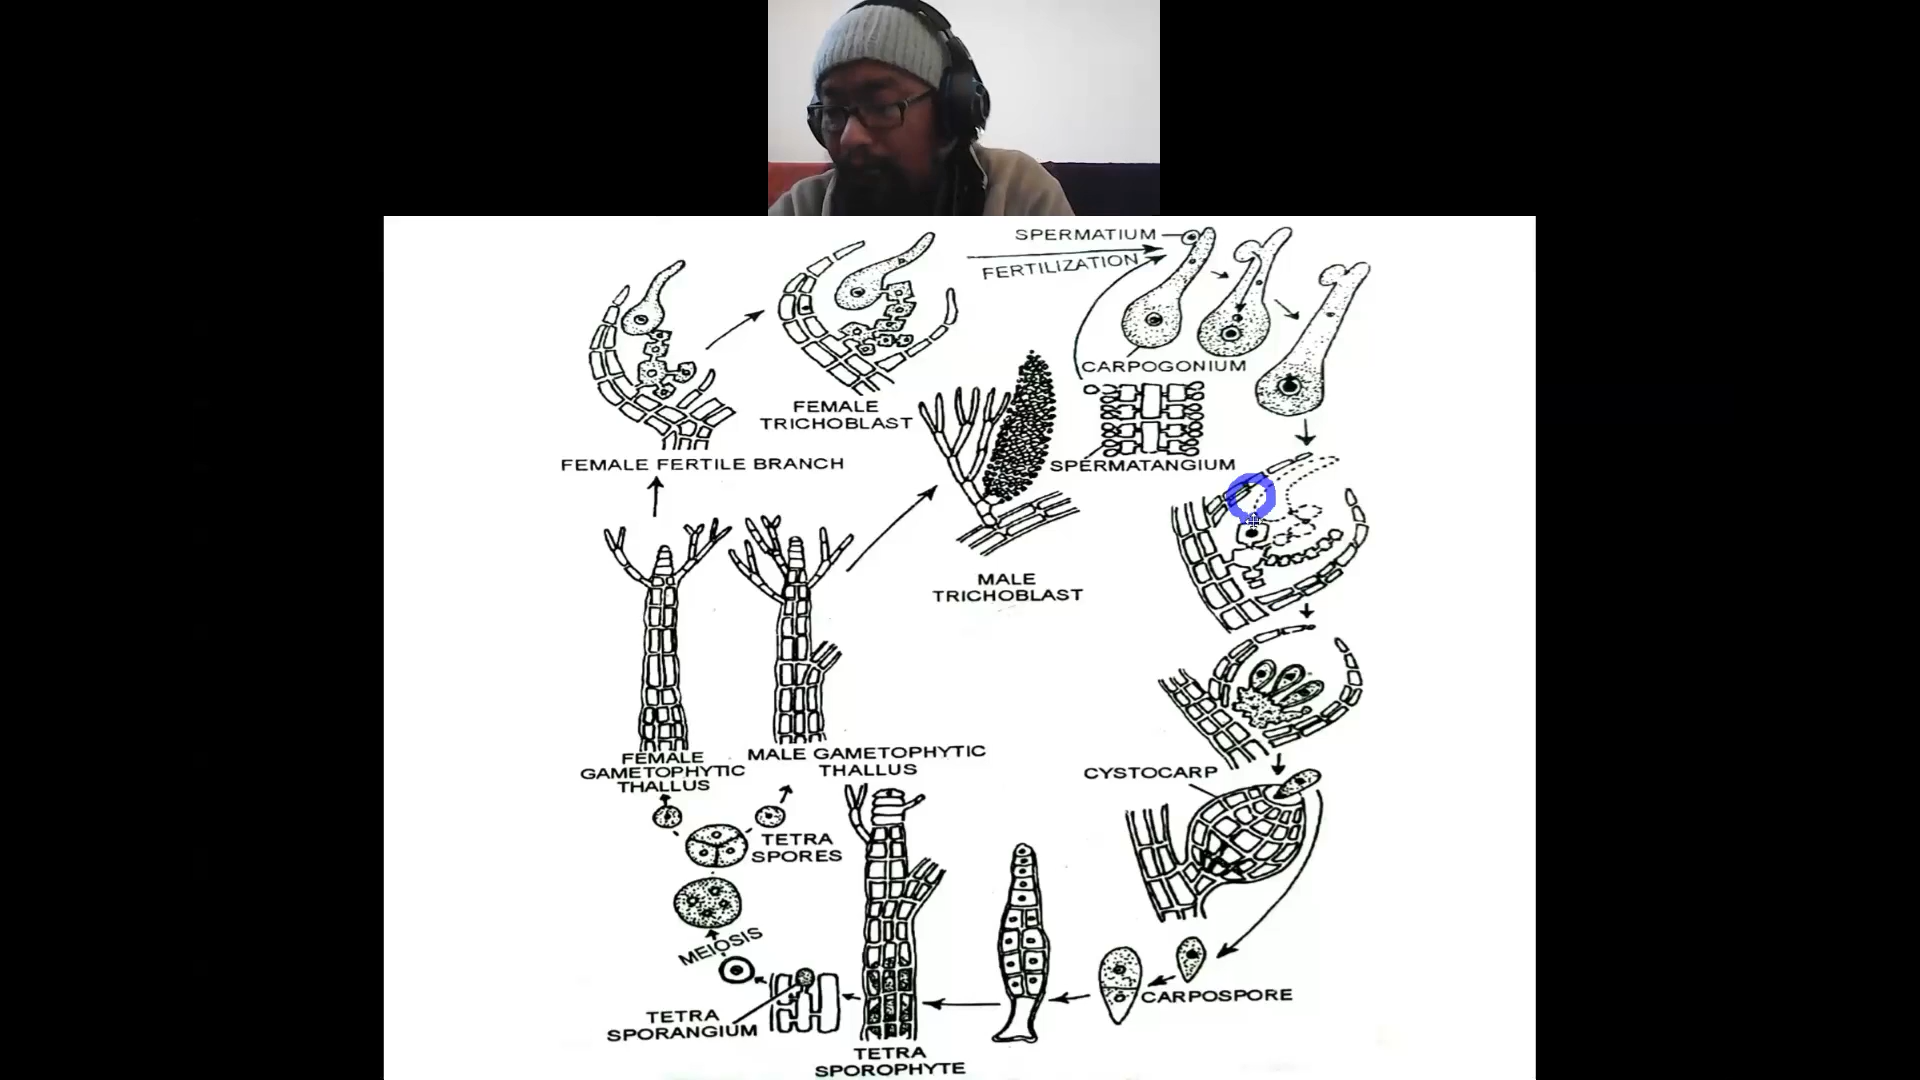 SPERMATIUM
FERTILIZATION
CARPOGONIUM
FEMALE
TRICHOBLAST
FEMALE FERTILE BRANCH
SPERMATANGIUM
MALE
TRICHOBLAST
FEMALE
GAMETOPHYTIC
THALLUS
MALE GAMETOPHYTIC
THALLUS
CYSTOCARP
TETRA
SPORES
MEIOSIS
CARPOSPORE
TETRA
SPORANGIUM
TETRA
SPOROPHYTE